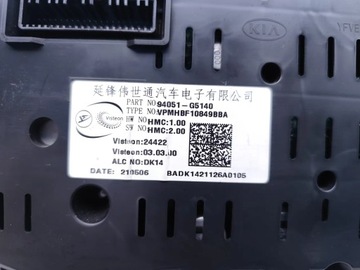 KIA
YFVE
延锋伟世通汽车电子有限公司
PART NO 94051-G5140
TYPE NO VPMHBF10849BBA
Visteon
HW NO HMC:1.00
SW NO HMC:2.00
Visteon:24422
Visteon:03.03.00
ALC NO:DK14
DATE: 210506 BADK1421126A0105